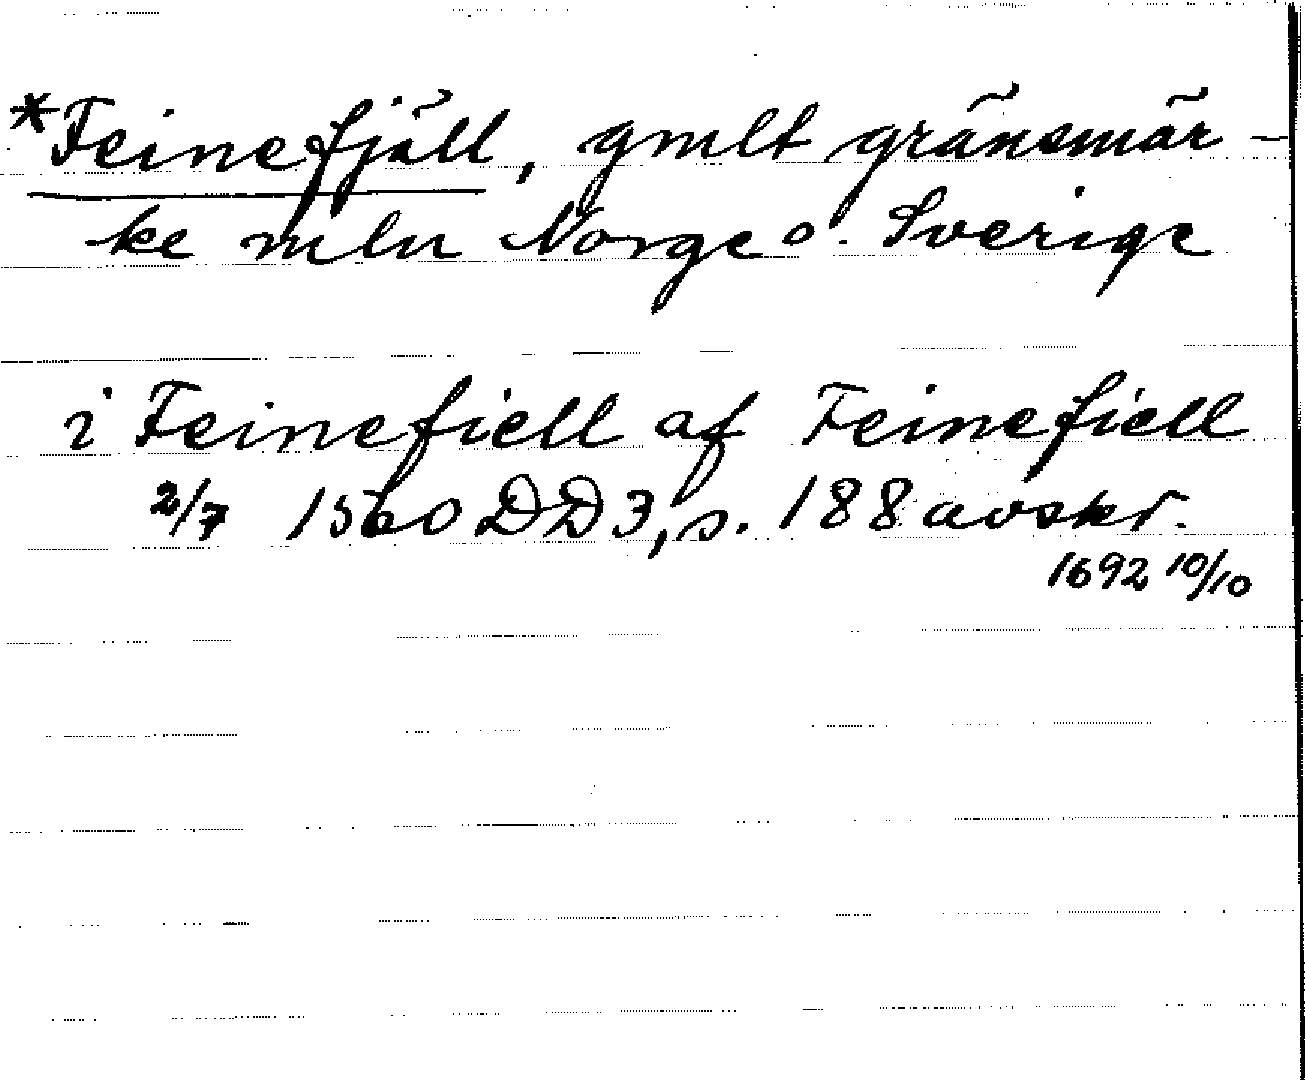 *Feinefjäll, gmlt gränsmär-
ke mln Norge o. Sverige
i Feinefiell af Feinefiell
2/7 1560 DD3, s. 188 avskr.
1692 10/10